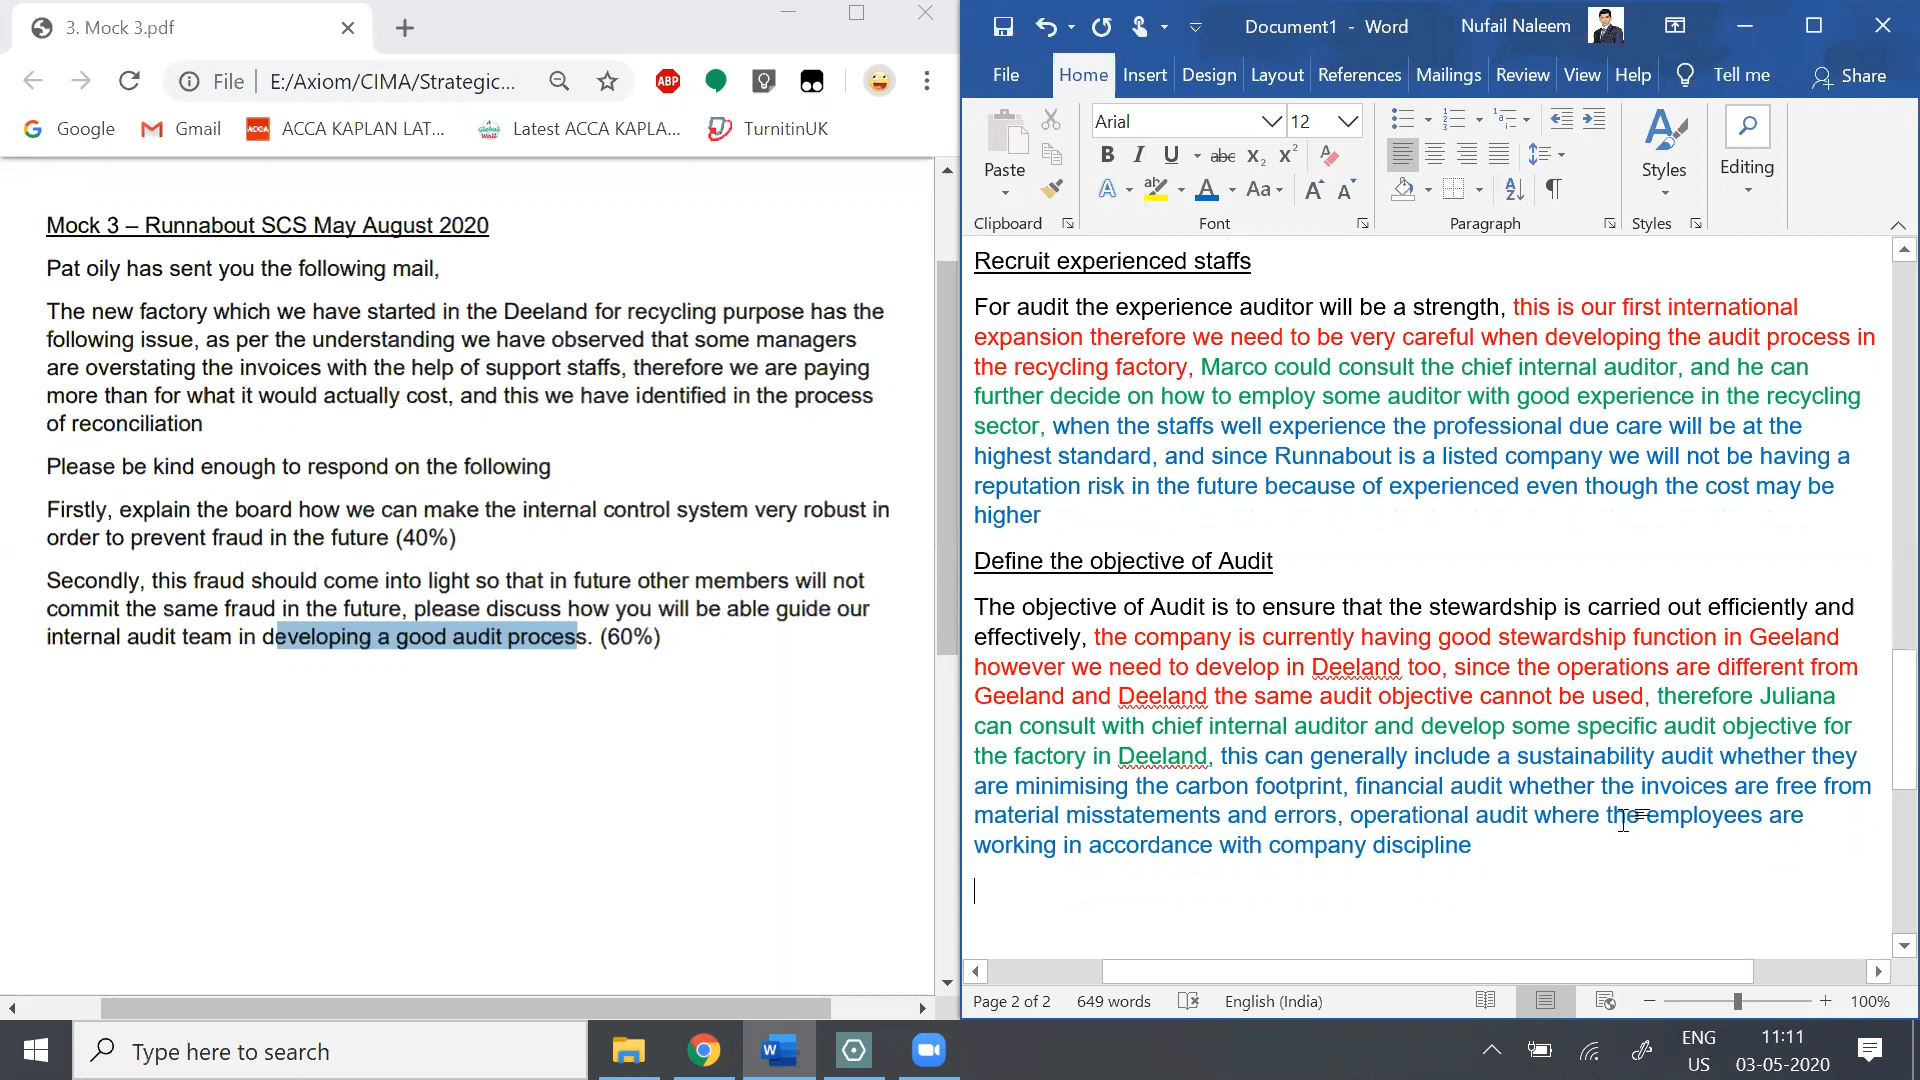 3. Mock 3.pdf
File
E:/Axiom/CIMA/Strategic...
ABP
Google
Gmail
ACCA
ACCA KAPLAN LAT...
Latest ACCA KAPLA...
TurnitinUK
Mock 3 – Runnabout SCS May August 2020
Pat oily has sent you the following mail,
The new factory which we have started in the Deeland for recycling purpose has the
following issue, as per the understanding we have observed that some managers
are overstating the invoices with the help of support staffs, therefore we are paying
more than for what it would actually cost, and this we have identified in the process
of reconciliation
Please be kind enough to respond on the following
Firstly, explain the board how we can make the internal control system very robust in
order to prevent fraud in the future (40%)
Secondly, this fraud should come into light so that in future other members will not
commit the same fraud in the future, please discuss how you will be able guide our
internal audit team in developing a good audit process. (60%)
Document1 - Word
Nufail Naleem
File Home Insert Design Layout References Mailings Review View Help Tell me Share
Paste
Clipboard
Arial
12
B I U abc X₂ X²
A ab A Aa A A
Font
Paragraph
Styles
Styles
Editing
Recruit experienced staffs
For audit the experience auditor will be a strength, this is our first international
expansion therefore we need to be very careful when developing the audit process in
the recycling factory, Marco could consult the chief internal auditor, and he can
further decide on how to employ some auditor with good experience in the recycling
sector, when the staffs well experience the professional due care will be at the
highest standard, and since Runnabout is a listed company we will not be having a
reputation risk in the future because of experienced even though the cost may be
higher
Define the objective of Audit
The objective of Audit is to ensure that the stewardship is carried out efficiently and
effectively, the company is currently having good stewardship function in Geeland
however we need to develop in Deeland too, since the operations are different from
Geeland and Deeland the same audit objective cannot be used, therefore Juliana
can consult with chief internal auditor and develop some specific audit objective for
the factory in Deeland, this can generally include a sustainability audit whether they
are minimising the carbon footprint, financial audit whether the invoices are free from
material misstatements and errors, operational audit where the employees are
working in accordance with company discipline
Page 2 of 2
649 words
English (India)
100%
Type here to search
ENG
US
11:11
03-05-2020